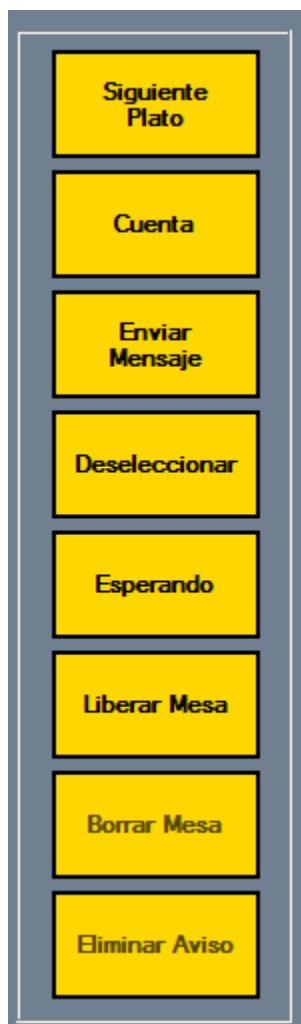 Siguiente
Plato
Cuenta
Enviar
Mensaje
Deseleccionar
Esperando
Liberar Mesa
Borrar Mesa
Eliminar Aviso